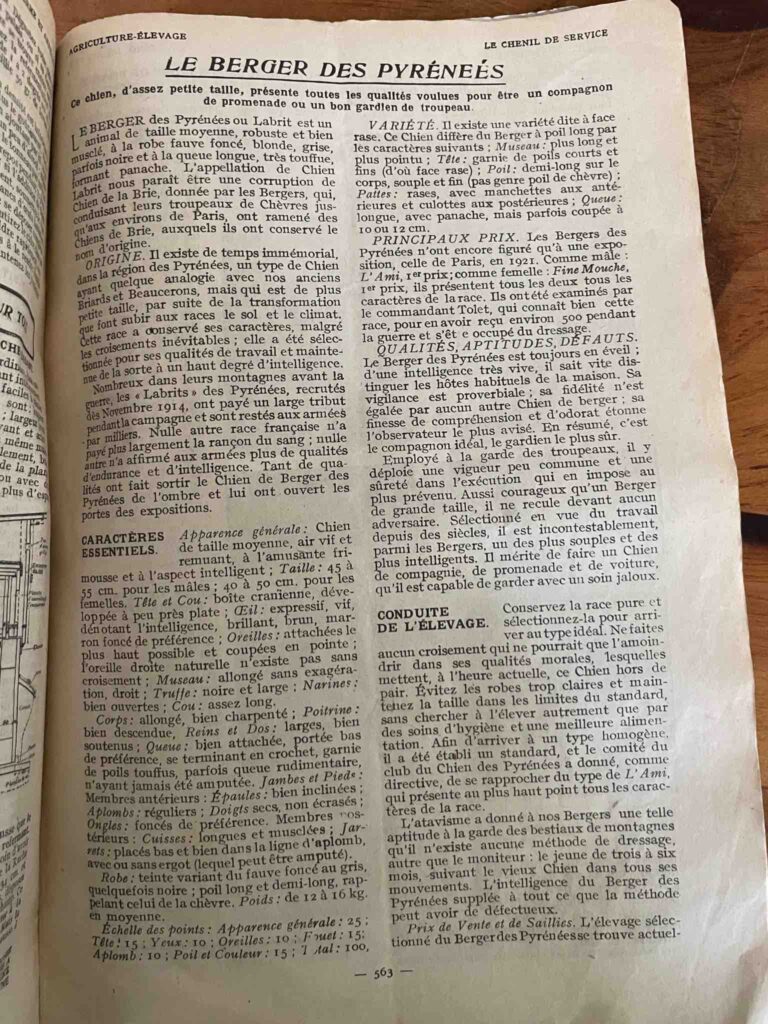 AGRICULTURE-ÉLEVAGE
LE CHENIL DE SERVICE
LE BERGER DES PYRÉNEÉS
Ce chien, d'assez petite taille, présente toutes les qualités voulues pour être un compagnon
de promenade ou un bon gardien de troupeau.
LE BERGER des Pyrénées ou Labrit est un
animal de taille moyenne, robuste et bien
musclé, à la robe fauve foncé, blonde, grise,
parfois noire et à la queue longue, très touffue,
formant panache. L'appellation de Chien
Labrit nous paraît être une corruption de
Chien de la Brie, donnée par les Bergers, qui,
conduisant leurs troupeaux de Chèvres jus-
qu'aux environs de Paris, ont ramené des
Chiens de Brie, auxquels ils ont conservé le
nom d'origine.
ORIGINE. Il existe de temps immémorial,
dans la région des Pyrénées, un type de Chien
ayant quelque analogie avec nos anciens
Briards et Beaucerons, mais qui est de plus
petite taille, par suite de la transformation
que font subir aux races le sol et le climat.
Cette race a conservé ses caractères, malgré
les croisements inévitables ; elle a été sélec-
tionnée pour ses qualités de travail et mainte-
nue de la sorte à un haut degré d'intelligence.
Nombreux dans leurs montagnes avant la
guerre, les « Labrits » des Pyrénées, recrutés
dès Novembre 1914, ont payé un large tribut
pendant la campagne et sont restés aux armées
par milliers. Nulle autre race française n'a
payé plus largement la rançon du sang ; nulle
autre n'a affirmé aux armées plus de qualités
d'endurance et d'intelligence. Tant de qua-
lités ont fait sortir le Chien de Berger des
Pyrénées de l'ombre et lui ont ouvert les
portes des expositions.
CARACTÈRES ESSENTIELS.
Apparence générale : Chien
de taille moyenne, air vif et
remuant, à l'amusante fri-
mousse et à l'aspect intelligent ; Taille : 45 à
55 cm. pour les mâles ; 40 à 50 cm. pour les
femelles. Tête et Cou : boîte cranienne, déve-
loppée à peu près plate ; Œil : expressif, vif,
dénotant l'intelligence, brillant, brun, mar-
ron foncé de préférence ; Oreilles : attachées le
plus haut possible et coupées en pointe ;
l'oreille droite naturelle n'existe pas sans
croisement ; Museau : allongé sans exagéra-
tion, droit ; Truffe : noire et large ; Narines :
bien ouvertes ; Cou : assez long.
Corps : allongé, bien charpenté ; Poitrine :
bien descendue, Reins et Dos : larges, bien
soutenus ; Queue : bien attachée, portée bas
de préférence, se terminant en crochet, garnie
de poils touffus, parfois queue rudimentaire,
n'ayant jamais été amputée. Jambes et Pieds :
Membres antérieurs : Épaules : bien inclinées ;
Aplombs : réguliers ; Doigts secs, non écrasés ;
Ongles : foncés de préférence. Membres pos-
térieurs : Cuisses : longues et musclées ; Jar-
rets : placés bas et bien dans la ligne d'aplomb,
avec ou sans ergot (lequel peut être amputé).
Robe : teinte variant du fauve foncé au gris,
quelquefois noire ; poil long et demi-long, rap-
pelant celui de la chèvre. Poids : de 12 à 16 kg.
en moyenne.
Échelle des points : Apparence générale : 25 ;
Tête : 15 ; Yeux : 10 ; Oreilles : 10 ; Fouet : 15 ;
Aplomb : 10 ; Poil et Couleur : 15 ; Total : 100,
VARIÉTÉ. Il existe une variété dite à face
rase. Ce Chien diffère du Berger à poil long par
les caractères suivants ; Museau : plus long et
plus pointu ; Tête : garnie de poils courts et
fins (d'où face rase) ; Poil : demi-long sur le
corps, souple et fin (pas genre poil de chèvre) ;
Pattes : rases, avec manchettes aux anté-
rieures et culottes aux postérieures ; Queue :
longue, avec panache, mais parfois coupée à
10 ou 12 cm.
PRINCIPAUX PRIX. Les Bergers des
Pyrénées n'ont encore figuré qu'à une expo-
sition, celle de Paris, en 1921. Comme mâle :
L'Ami, 1er prix ; comme femelle : Fine Mouche,
1er prix, ils présentent tous les deux tous les
caractères de la race. Ils ont été examinés par
le commandant Tolet, qui connaît bien cette
race, pour en avoir reçu environ 500 pendant
la guerre et s'êt e occupé du dressage.
QUALITÉS, APTITUDES, DÉFAUTS.
Le Berger des Pyrénées est toujours en éveil ;
d'une intelligence très vive, il sait vite dis-
tinguer les hôtes habituels de la maison. Sa
vigilance est proverbiale ; sa fidélité n'est
égalée par aucun autre Chien de berger ; sa
finesse de compréhension et d'odorat étonne
l'observateur le plus avisé. En résumé, c'est
le compagnon idéal, le gardien le plus sûr.
Employé à la garde des troupeaux, il y
déploie une vigueur peu commune et une
sûreté dans l'exécution qui en impose au
plus prévenu. Aussi courageux qu'un Berger
de grande taille, il ne recule devant aucun
adversaire. Sélectionné en vue du travail
depuis des siècles, il est incontestablement,
parmi les Bergers, un des plus souples et des
plus intelligents. Il mérite de faire un Chien
de compagnie, de promenade et de voiture,
qu'il est capable de garder avec un soin jaloux.
CONDUITE DE L'ÉLEVAGE.
Conservez la race pure et
sélectionnez-la pour arri-
ver au type idéal. Ne faites
aucun croisement qui ne pourrait que l'amoin-
drir dans ses qualités morales, lesquelles
mettent, à l'heure actuelle, ce Chien hors de
pair. Évitez les robes trop claires et main-
tenez la taille dans les limites du standard,
sans chercher à l'élever autrement que par
des soins d'hygiène et une meilleure alimen-
tation. Afin d'arriver à un type homogène,
il a été établi un standard, et le comité du
club du Chien des Pyrénées a donné, comme
directive, de se rapprocher du type de L'Ami,
qui présente au plus haut point tous les carac-
tères de la race.
L'atavisme a donné à nos Bergers une telle
aptitude à la garde des bestiaux de montagnes
qu'il n'existe aucune méthode de dressage,
autre que le moniteur : le jeune de trois à six
mois, suivant le vieux Chien dans tous ses
mouvements. L'intelligence du Berger des
Pyrénées supplée à tout ce que la méthode
peut avoir de défectueux.
Prix de Vente et de Saillies. L'élevage sélec-
tionné du Berger des Pyrénées se trouve actuel-
— 563 —